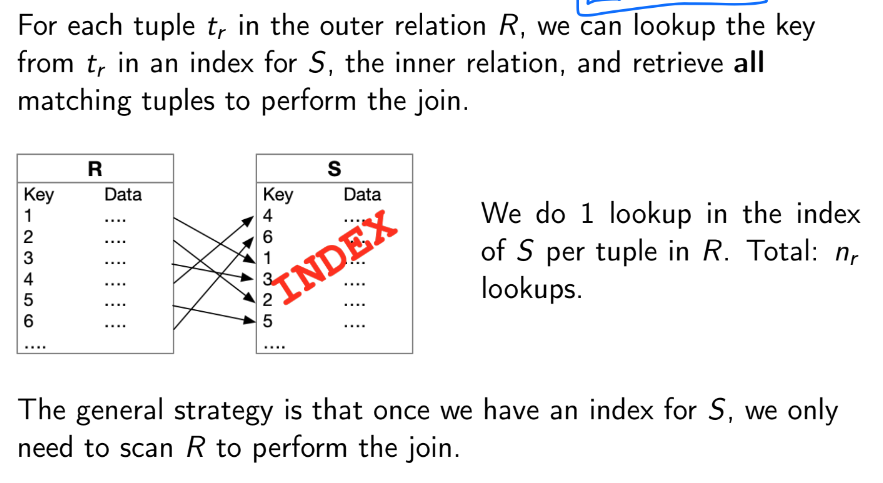 For each tuple tᵣ in the outer relation R, we can lookup the key
from tᵣ in an index for S, the inner relation, and retrieve all
matching tuples to perform the join.
R
Key Data
1 ....
2 ....
3 ....
4 ....
5 ....
6 ....
....
S
Key Data
4 ....
6
1 ....
3 ....
2 ....
5 ....
....
INDEX
We do 1 lookup in the index
of S per tuple in R. Total: nᵣ
lookups.
The general strategy is that once we have an index for S, we only
need to scan R to perform the join.